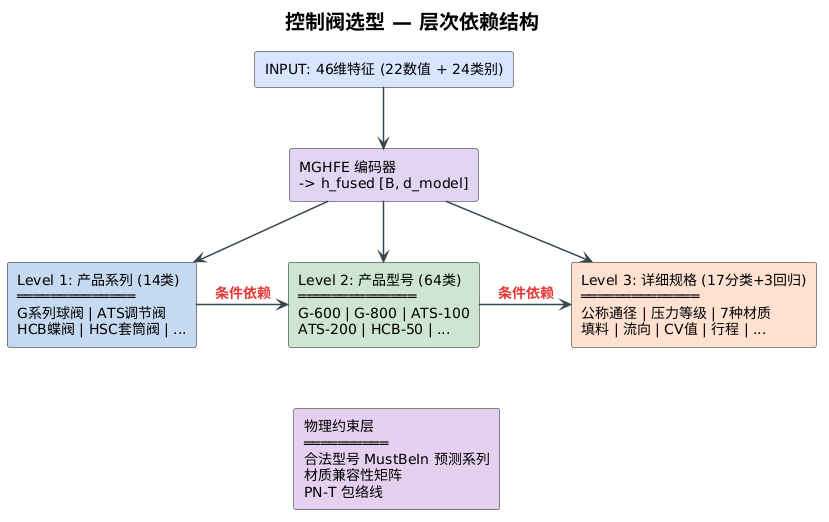 控制阀选型 — 层次依赖结构
INPUT: 46维特征 (22数值 + 24类别)
MGHFE 编码器
-> h_fused [B, d_model]
Level 1: 产品系列 (14类)
══════════════
G系列球阀 | ATS调节阀
HCB蝶阀 | HSC套筒阀 | ...
条件依赖
Level 2: 产品型号 (64类)
══════════════
G-600 | G-800 | ATS-100
ATS-200 | HCB-50 | ...
条件依赖
Level 3: 详细规格 (17分类+3回归)
══════════════
公称通径 | 压力等级 | 7种材质
填料 | 流向 | CV值 | 行程 | ...
物理约束层
══════════
合法型号 MustBeIn 预测系列
材质兼容性矩阵
PN-T 包络线